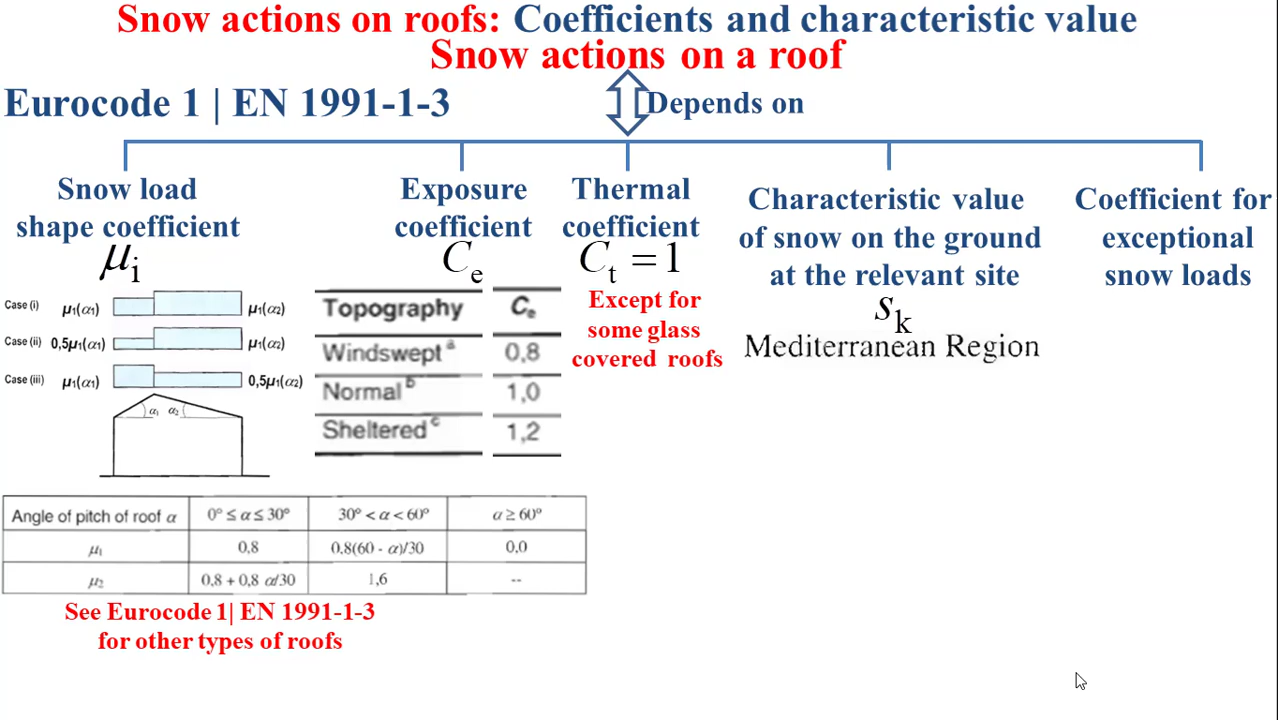 Snow actions on roofs: Coefficients and characteristic value
Snow actions on a roof
Eurocode 1 | EN 1991-1-3
Depends on
Snow load
shape coefficient
μi
Case (i) μ1(α1) μ1(α2)
Case (ii) 0,5μ1(α1) μ1(α2)
Case (iii) μ1(α1) 0,5μ1(α2)
α1 α2
Exposure
coefficient
Ce
Topography Ce
Windswept a 0,8
Normal b 1,0
Sheltered c 1,2
Thermal
coefficient
Ct = 1
Except for
some glass
covered roofs
Characteristic value
of snow on the ground
at the relevant site
sk
Mediterranean Region
Coefficient for
exceptional
snow loads
Angle of pitch of roof α 0° ≤ α ≤ 30° 30° < α < 60° α ≥ 60°
μ1 0,8 0,8(60 - α)/30 0,0
μ2 0,8 + 0,8 α/30 1,6 --
See Eurocode 1| EN 1991-1-3
for other types of roofs